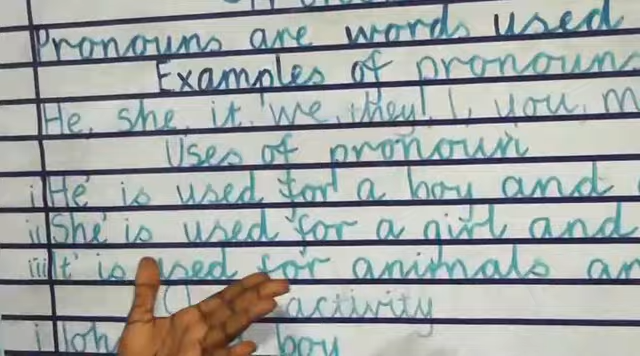 Pronouns are words used
Examples of pronouns
He, she, it, we, they, I, you, m
Uses of pronoun
i He is used for a boy and
ii She is used for a girl and
iii It is used for animals an
activity
i boy